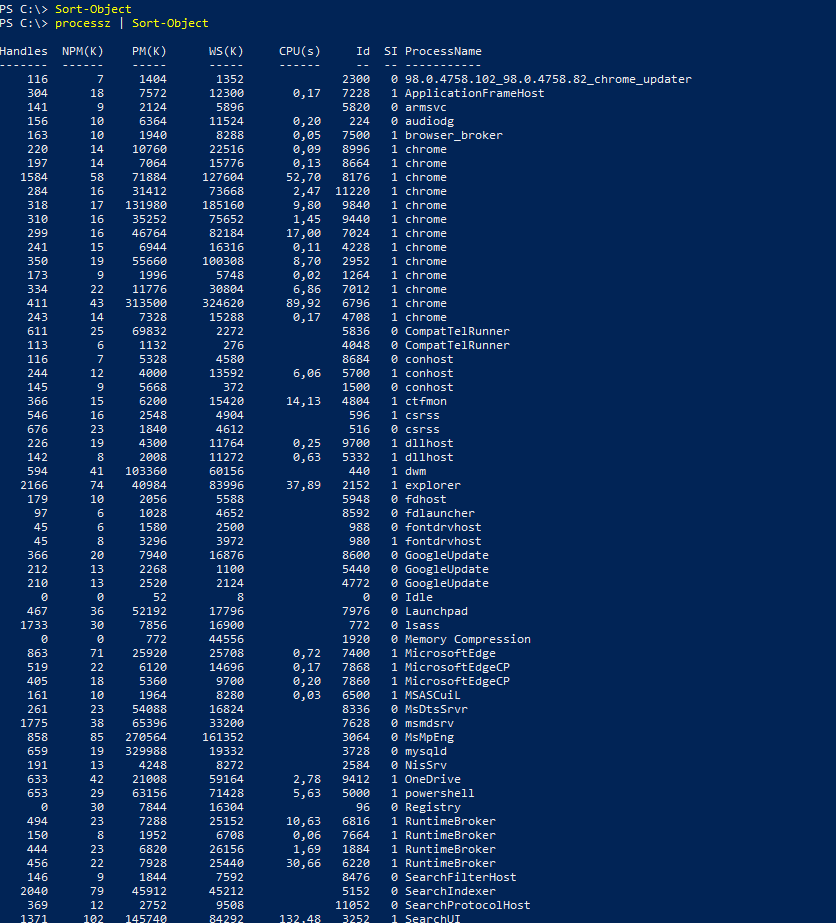 PS C:\> Sort-Object
PS C:\> processz | Sort-Object
Handles  NPM(K)    PM(K)      WS(K)     CPU(s)     Id  SI ProcessName
-------  ------    -----      -----     ------     --  -- -----------
    116       7     1404       1352              2300   0 98.0.4758.102_98.0.4758.82_chrome_updater
    304      18     7572      12300       0,17   7228   1 ApplicationFrameHost
    141       9     2124       5896              5820   0 armsvc
    156      10     6364      11524       0,20    224   0 audiodg
    163      10     1940       8288       0,05   7500   1 browser_broker
    220      14    10760      22516       0,09   8996   1 chrome
    197      14     7064      15776       0,13   8664   1 chrome
   1584      58    71884     127604      52,70   8176   1 chrome
    284      16    31412      73668       2,47  11220   1 chrome
    318      17   131980     185160       9,80   9840   1 chrome
    310      16    35252      75652       1,45   9440   1 chrome
    299      16    46764      82184      17,00   7024   1 chrome
    241      15     6944      16316       0,11   4228   1 chrome
    350      19    55660     100308       8,70   2952   1 chrome
    173       9     1996       5748       0,02   1264   1 chrome
    334      22    11776      30804       6,86   7012   1 chrome
    411      43   313500     324620      89,92   6796   1 chrome
    243      14     7328      15288       0,17   4708   1 chrome
    611      25    69832       2272              5836   0 CompatTelRunner
    113       6     1132        276              4048   0 CompatTelRunner
    116       7     5328       4580              8684   0 conhost
    244      12     4000      13592       6,06   5700   1 conhost
    145       9     5668        372              1500   0 conhost
    366      15     6200      15420      14,13   4804   1 ctfmon
    546      16     2548       4904               596   1 csrss
    676      23     1840       4612               516   0 csrss
    226      19     4300      11764       0,25   9700   1 dllhost
    142       8     2008      11272       0,63   5332   1 dllhost
    594      41   103360      60156               440   1 dwm
   2166      74    40984      83996      37,89   2152   1 explorer
    179      10     2056       5588              5948   0 fdhost
     97       6     1028       4652              8592   0 fdlauncher
     45       6     1580       2500               988   0 fontdrvhost
     45       8     3296       3972               980   1 fontdrvhost
    366      20     7940      16876              8600   0 GoogleUpdate
    212      13     2268       1100              5440   0 GoogleUpdate
    210      13     2520       2124              4772   0 GoogleUpdate
      0       0       52          8                 0   0 Idle
    467      36    52192      17796              7976   0 Launchpad
   1733      30     7856      16900               772   0 lsass
      0       0      772      44556              1920   0 Memory Compression
    863      71    25920      25708       0,72   7400   1 MicrosoftEdge
    519      22     6120      14696       0,17   7868   1 MicrosoftEdgeCP
    405      18     5360       9700       0,20   7860   1 MicrosoftEdgeCP
    161      10     1964       8280       0,03   6500   1 MSASCuiL
    261      23    54088      16824              8336   0 MsDtsSrvr
   1775      38    65396      33200              7628   0 msmdsrv
    858      85   270564     161352              3064   0 MsMpEng
    659      19   329988      19332              3728   0 mysqld
    191      13     4248       8272              2584   0 NisSrv
    633      42    21008      59164       2,78   9412   1 OneDrive
    653      29    63156      71428       5,63   5000   1 powershell
      0      30     7844      16304                96   0 Registry
    494      23     7288      25152      10,63   6816   1 RuntimeBroker
    150       8     1952       6708       0,06   7664   1 RuntimeBroker
    444      23     6820      26156       1,69   1884   1 RuntimeBroker
    456      22     7928      25440      30,66   6220   1 RuntimeBroker
    146       9     1844       7592              8476   0 SearchFilterHost
   2040      79    45912      45212              5152   0 SearchIndexer
    369      12     2752       9508             11052   0 SearchProtocolHost
   1371     102   145740      84292     132,48   3252   1 SearchUI